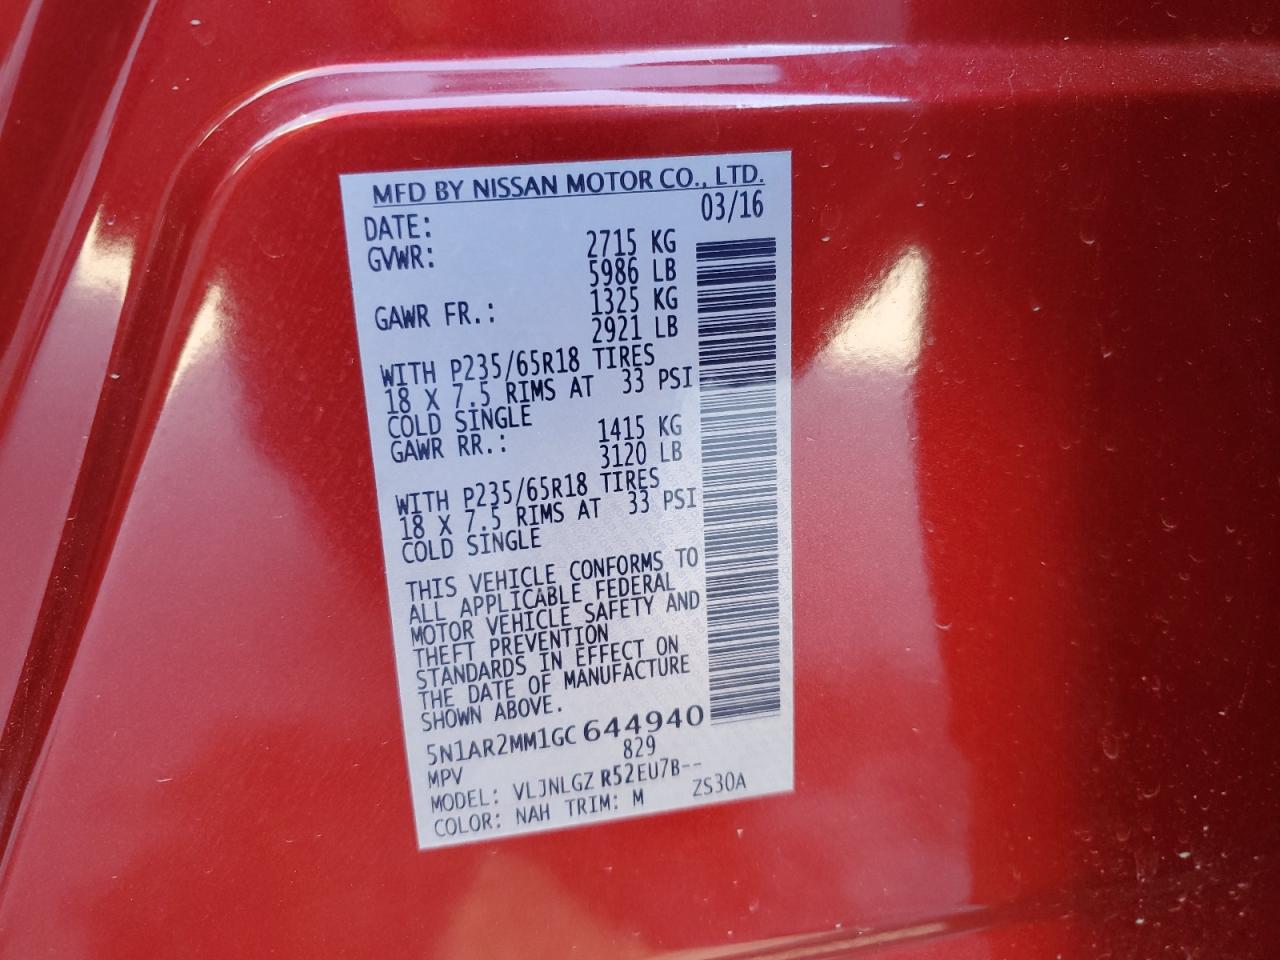 MFD BY NISSAN MOTOR CO., LTD.
DATE: 03/16
GVWR: 2715 KG
5986 LB
GAWR FR.: 1325 KG
2921 LB
WITH P235/65R18 TIRES
18 X 7.5 RIMS AT 33 PSI
COLD SINGLE
GAWR RR.: 1415 KG
3120 LB
WITH P235/65R18 TIRES
18 X 7.5 RIMS AT 33 PSI
COLD SINGLE
THIS VEHICLE CONFORMS TO
ALL APPLICABLE FEDERAL
MOTOR VEHICLE SAFETY AND
THEFT PREVENTION
STANDARDS IN EFFECT ON
THE DATE OF MANUFACTURE
SHOWN ABOVE.
5N1AR2MM1GC644940
MPV 829
MODEL: VLJNLGZ R52EU7B--
COLOR: NAH TRIM: M ZS30A